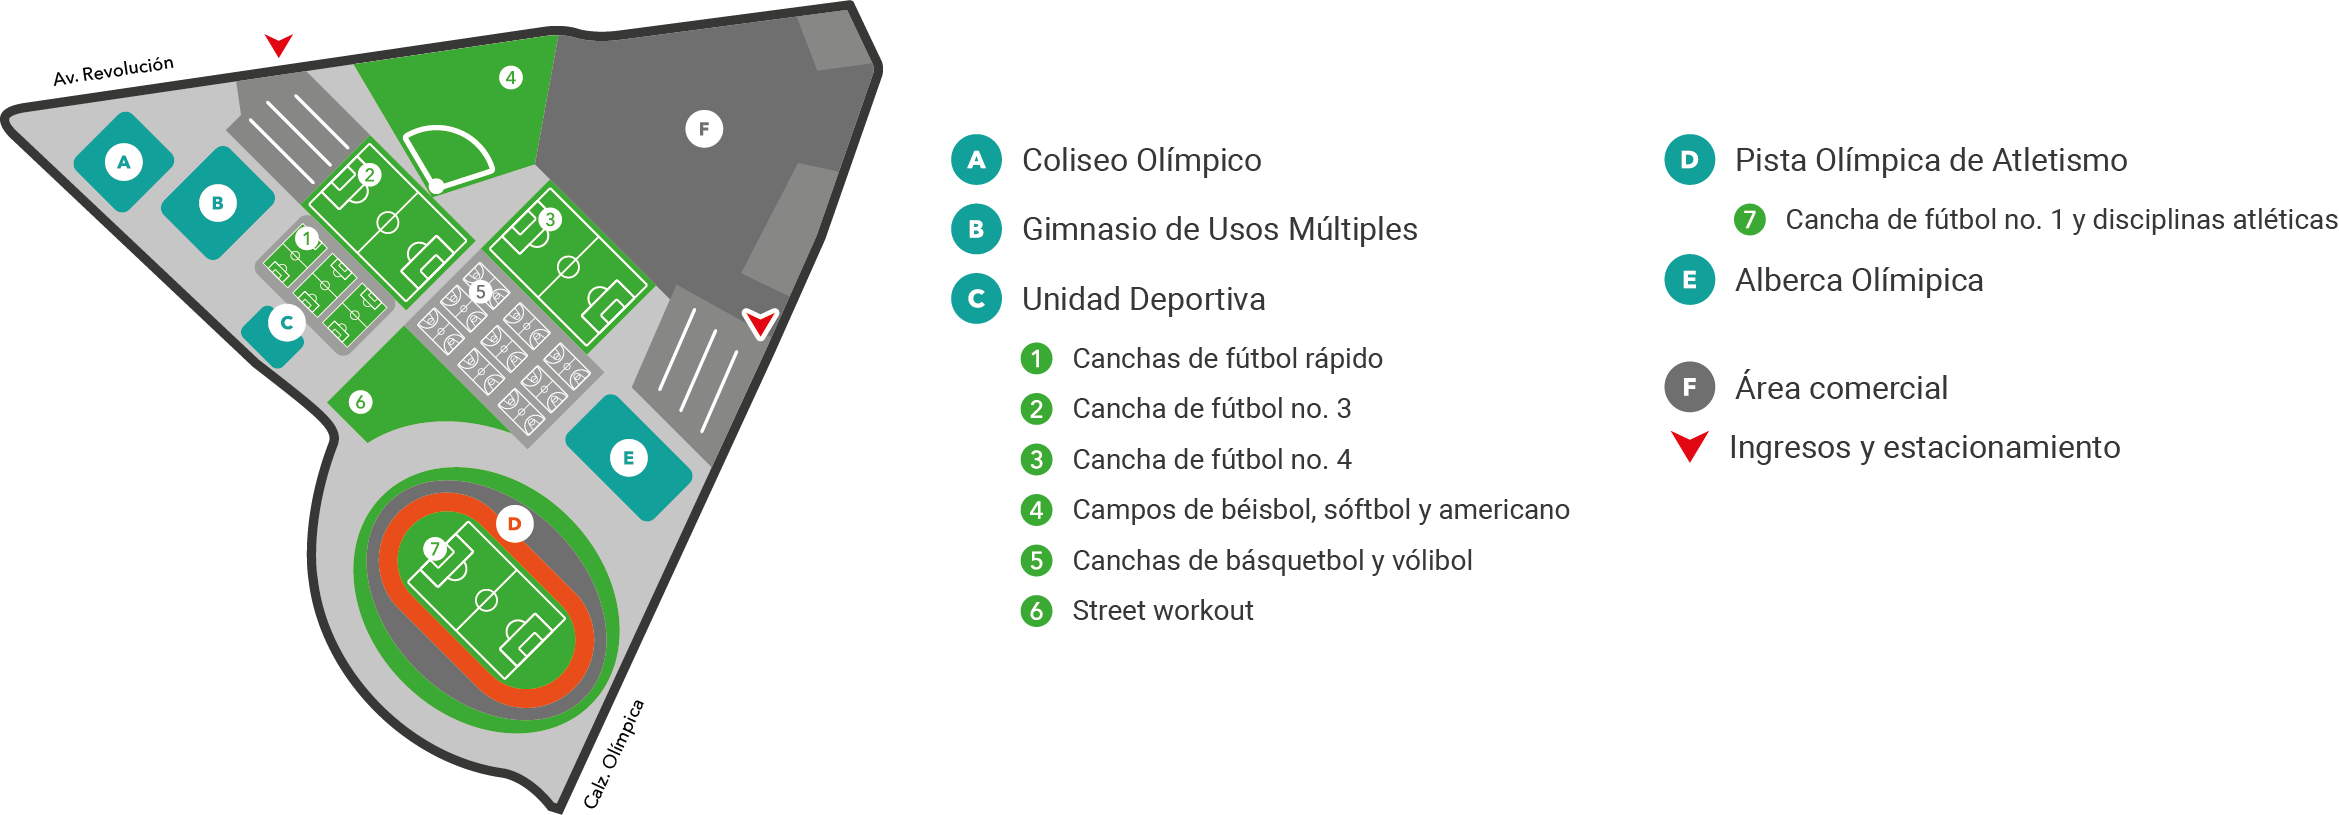 Av. Revolución
4
F
A
2
B
3
1
5
C
6
E
D
7
Calz. Olímpica
A Coliseo Olímpico
B Gimnasio de Usos Múltiples
C Unidad Deportiva
1 Canchas de fútbol rápido
2 Cancha de fútbol no. 3
3 Cancha de fútbol no. 4
4 Campos de béisbol, sóftbol y americano
5 Canchas de básquetbol y vólibol
6 Street workout
D Pista Olímpica de Atletismo
7 Cancha de fútbol no. 1 y disciplinas atléticas
E Alberca Olímipica
F Área comercial
Ingresos y estacionamiento